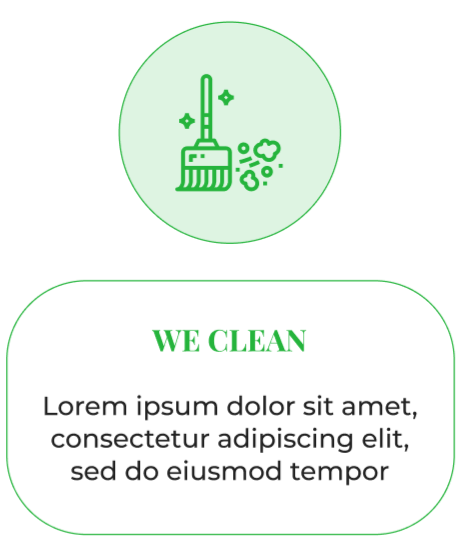 WE CLEAN
Lorem ipsum dolor sit amet,
consectetur adipiscing elit,
sed do eiusmod tempor